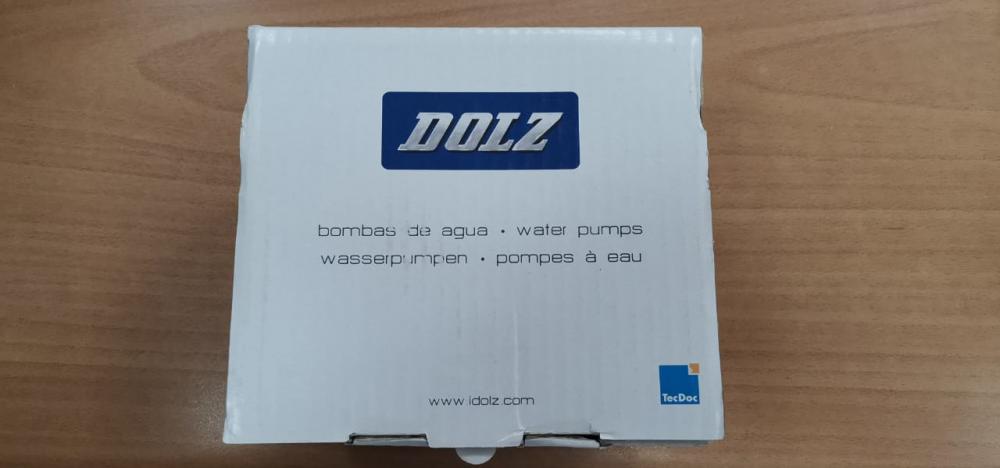 DOLZ
bombas de agua • water pumps
wasserpumpen • pompes à eau
www.idolz.com
TecDoc